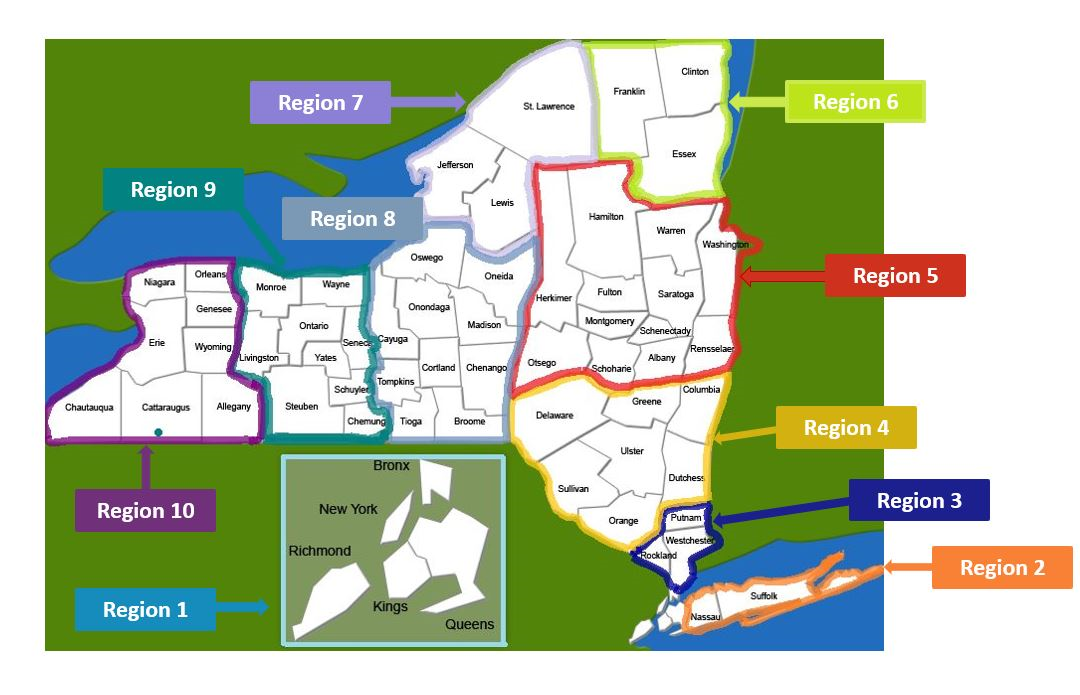 Clinton
Franklin
Region 7
Region 6
St. Lawrence
Essex
Jefferson
Region 9
Lewis
Region 8
Hamilton
Warren
Washington
Oswego
Oneida
Region 5
Orleans
Niagara
Monroe
Wayne
Fulton
Saratoga
Herkimer
Genesee
Onondaga
Montgomery
Ontario
Madison
Schenectady
Erie
Wyoming
Seneca
Cayuga
Rensselaer
Livingston
Yates
Albany
Otsego
Schoharie
Cortland
Chenango
Tompkins
Schuyler
Columbia
Greene
Chautauqua
Cattaraugus
Allegany
Steuben
Chemung
Tioga
Broome
Delaware
Region 4
Ulster
Bronx
Dutchess
Sullivan
Region 3
New York
Region 10
Putnam
Orange
Westchester
Richmond
Rockland
Region 2
Suffolk
Region 1
Kings
Nassau
Queens